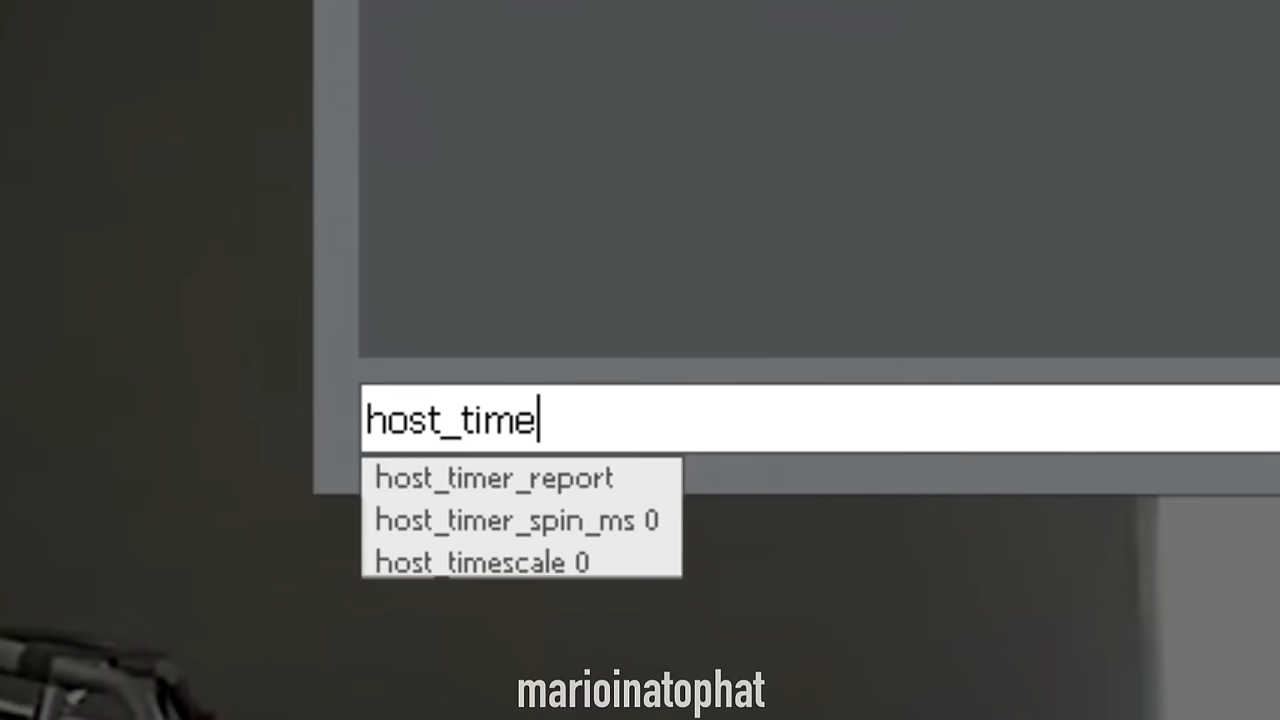 host_time
host_timer_report
host_timer_spin_ms 0
host_timescale 0
marioinatophat